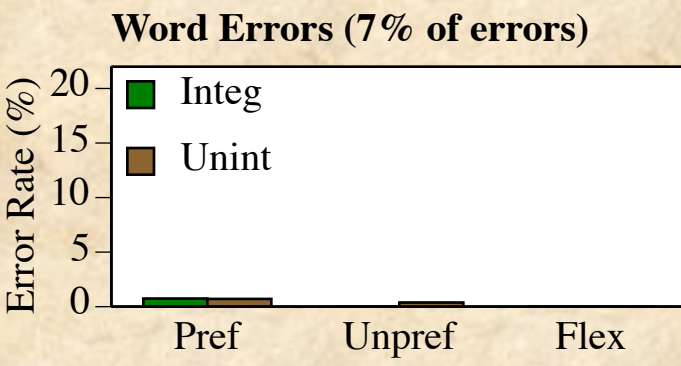 Word Errors (7% of errors)
Error Rate (%)
20
15
10
5
0
Integ
Unint
Pref Unpref Flex